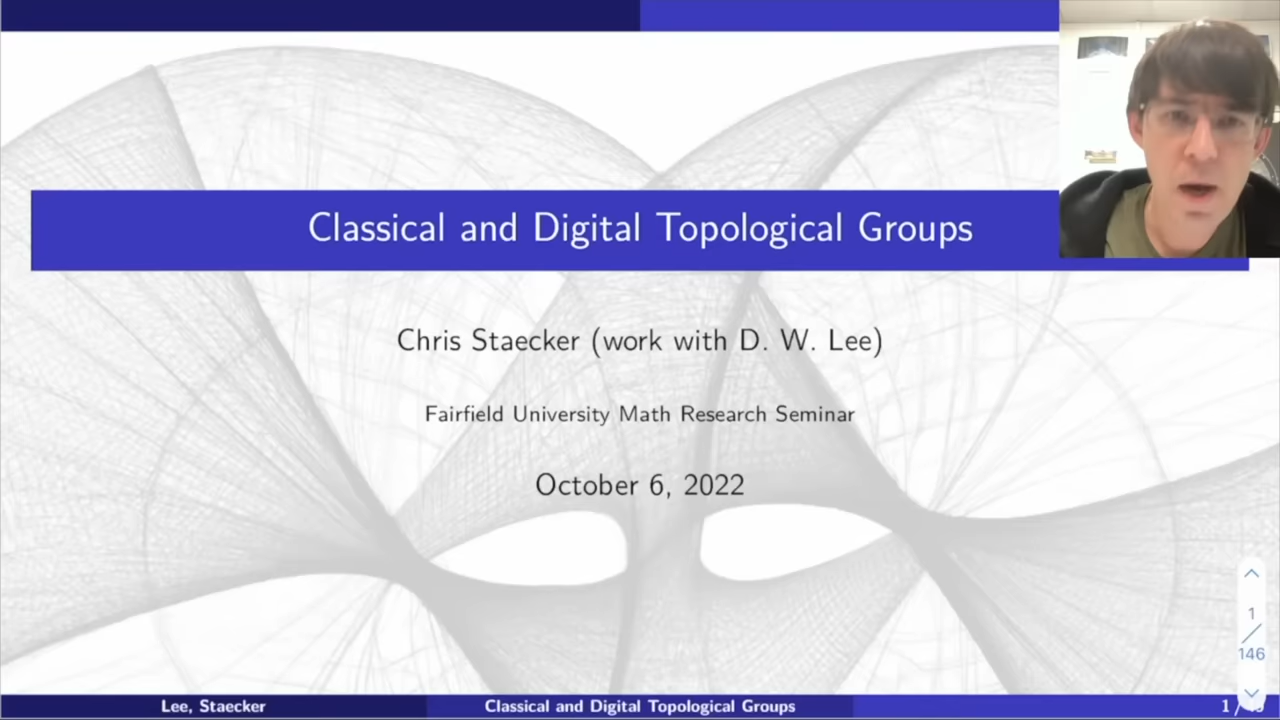 Classical and Digital Topological Groups
Chris Staecker (work with D. W. Lee)
Fairfield University Math Research Seminar
October 6, 2022
1
146
Lee, Staecker
Classical and Digital Topological Groups
1 /